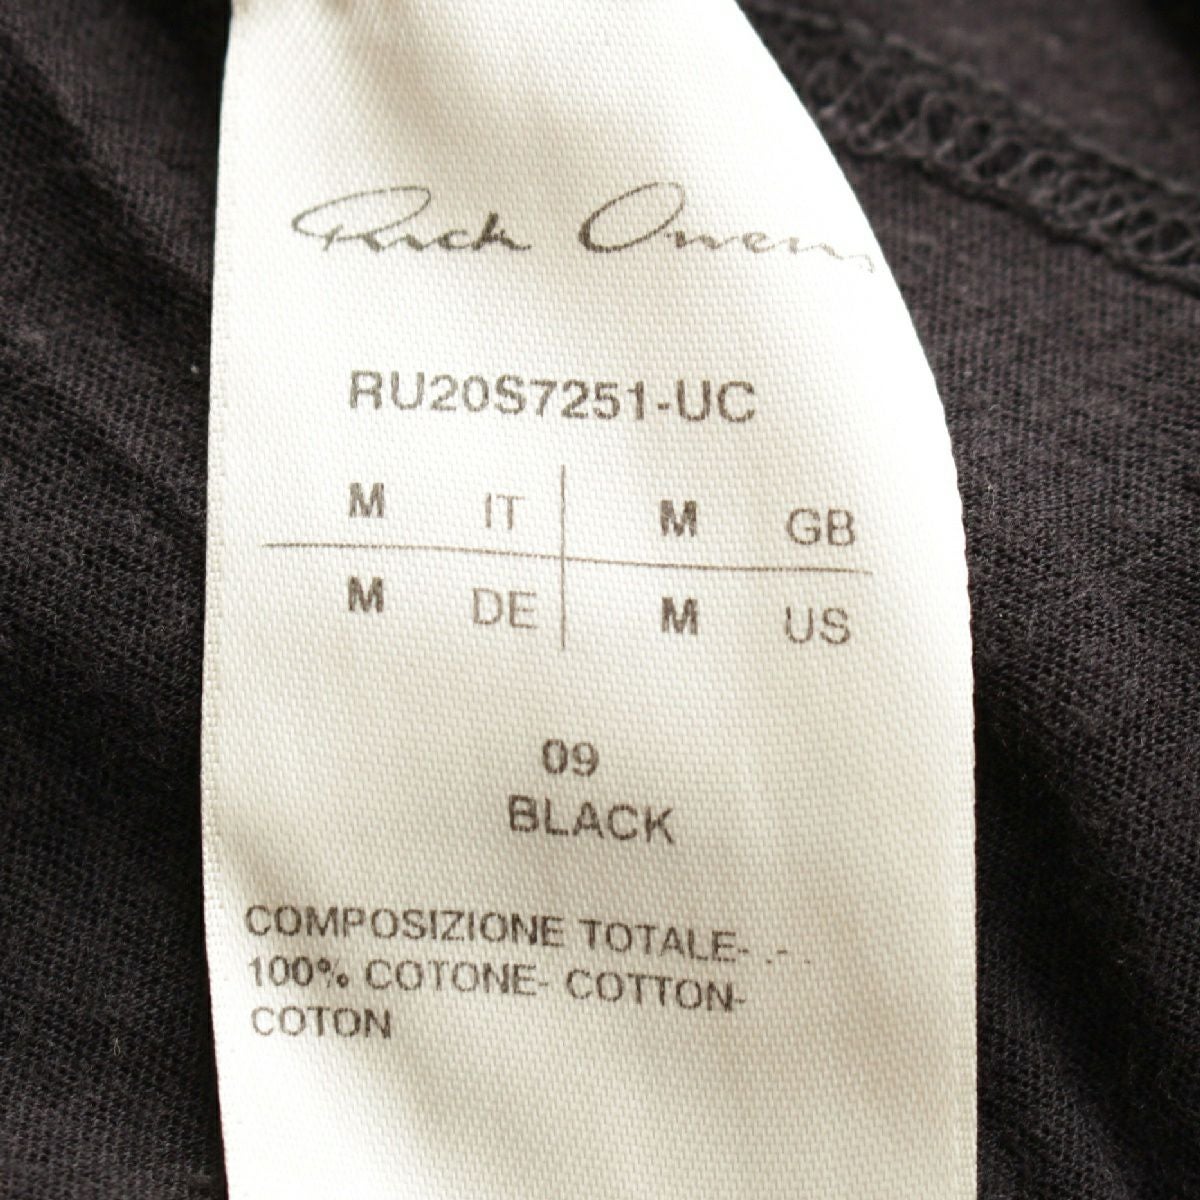 Rick Owens
RU20S7251-UC
M IT M GB
M DE M US
09
BLACK
COMPOSIZIONE TOTALE- .- .
100% COTONE- COTTON-
COTON